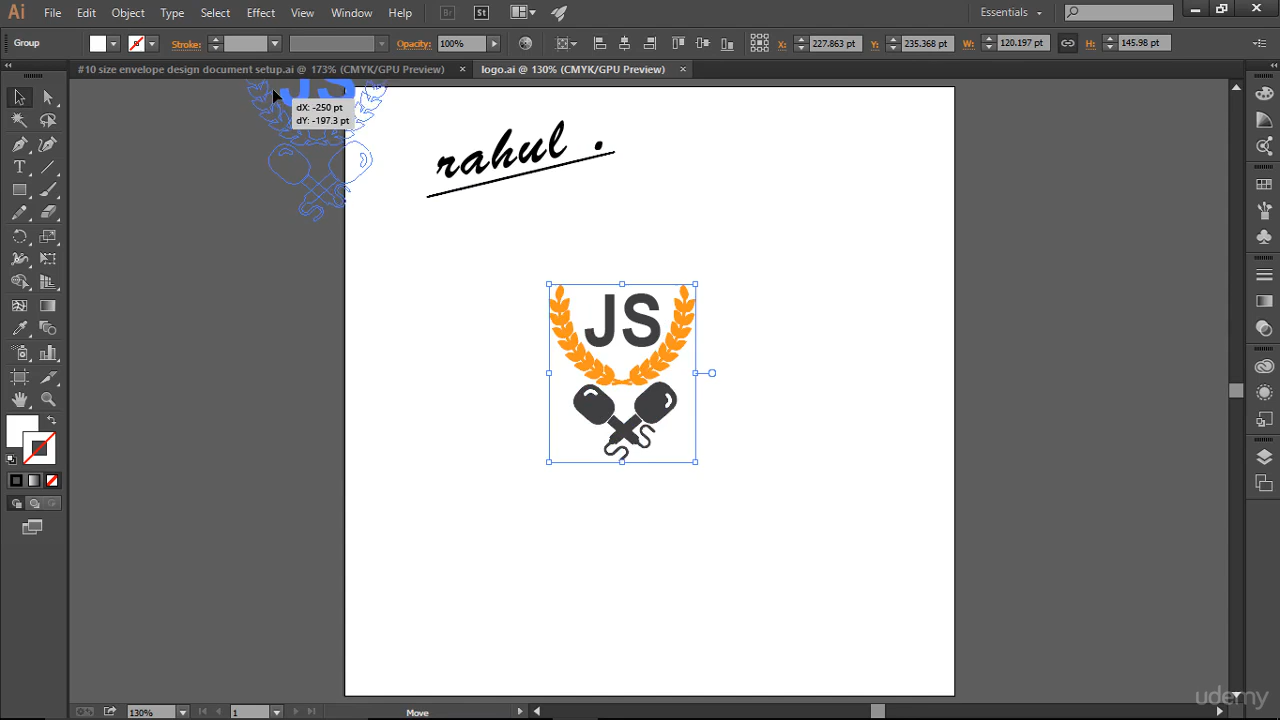 Ai File Edit Object Type Select Effect View Window Help Br St Essentials
Group Stroke: Opacity: 100% X: 227.863 pt Y: 235.368 pt W: 120.197 pt H: 145.98 pt
#10 size envelope design document setup.ai @ 173% (CMYK/GPU Preview) × logo.ai @ 130% (CMYK/GPU Preview) ×
JS
dX: -250 pt
dY: -197.3 pt
rahul .
JS
130% 1 Move
udemy